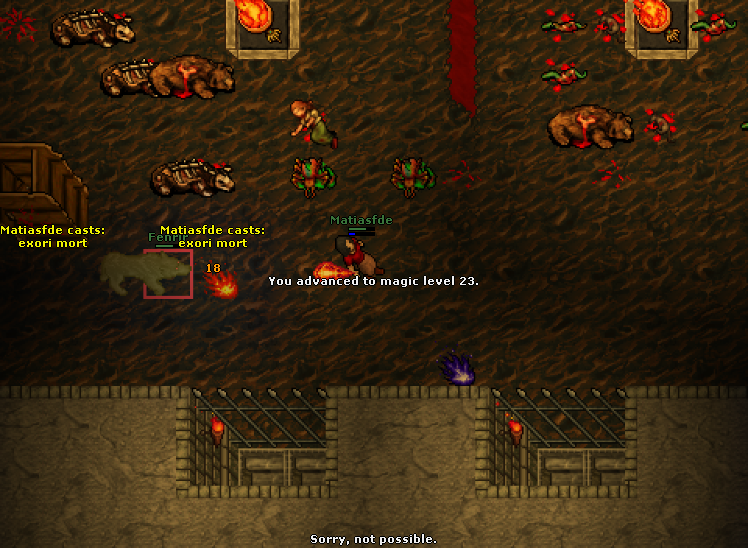 Matiasfde
Matiasfde casts:
exori mort
Matiasfde casts:
exori mort
Fenrir
18
You advanced to magic level 23.
Sorry, not possible.